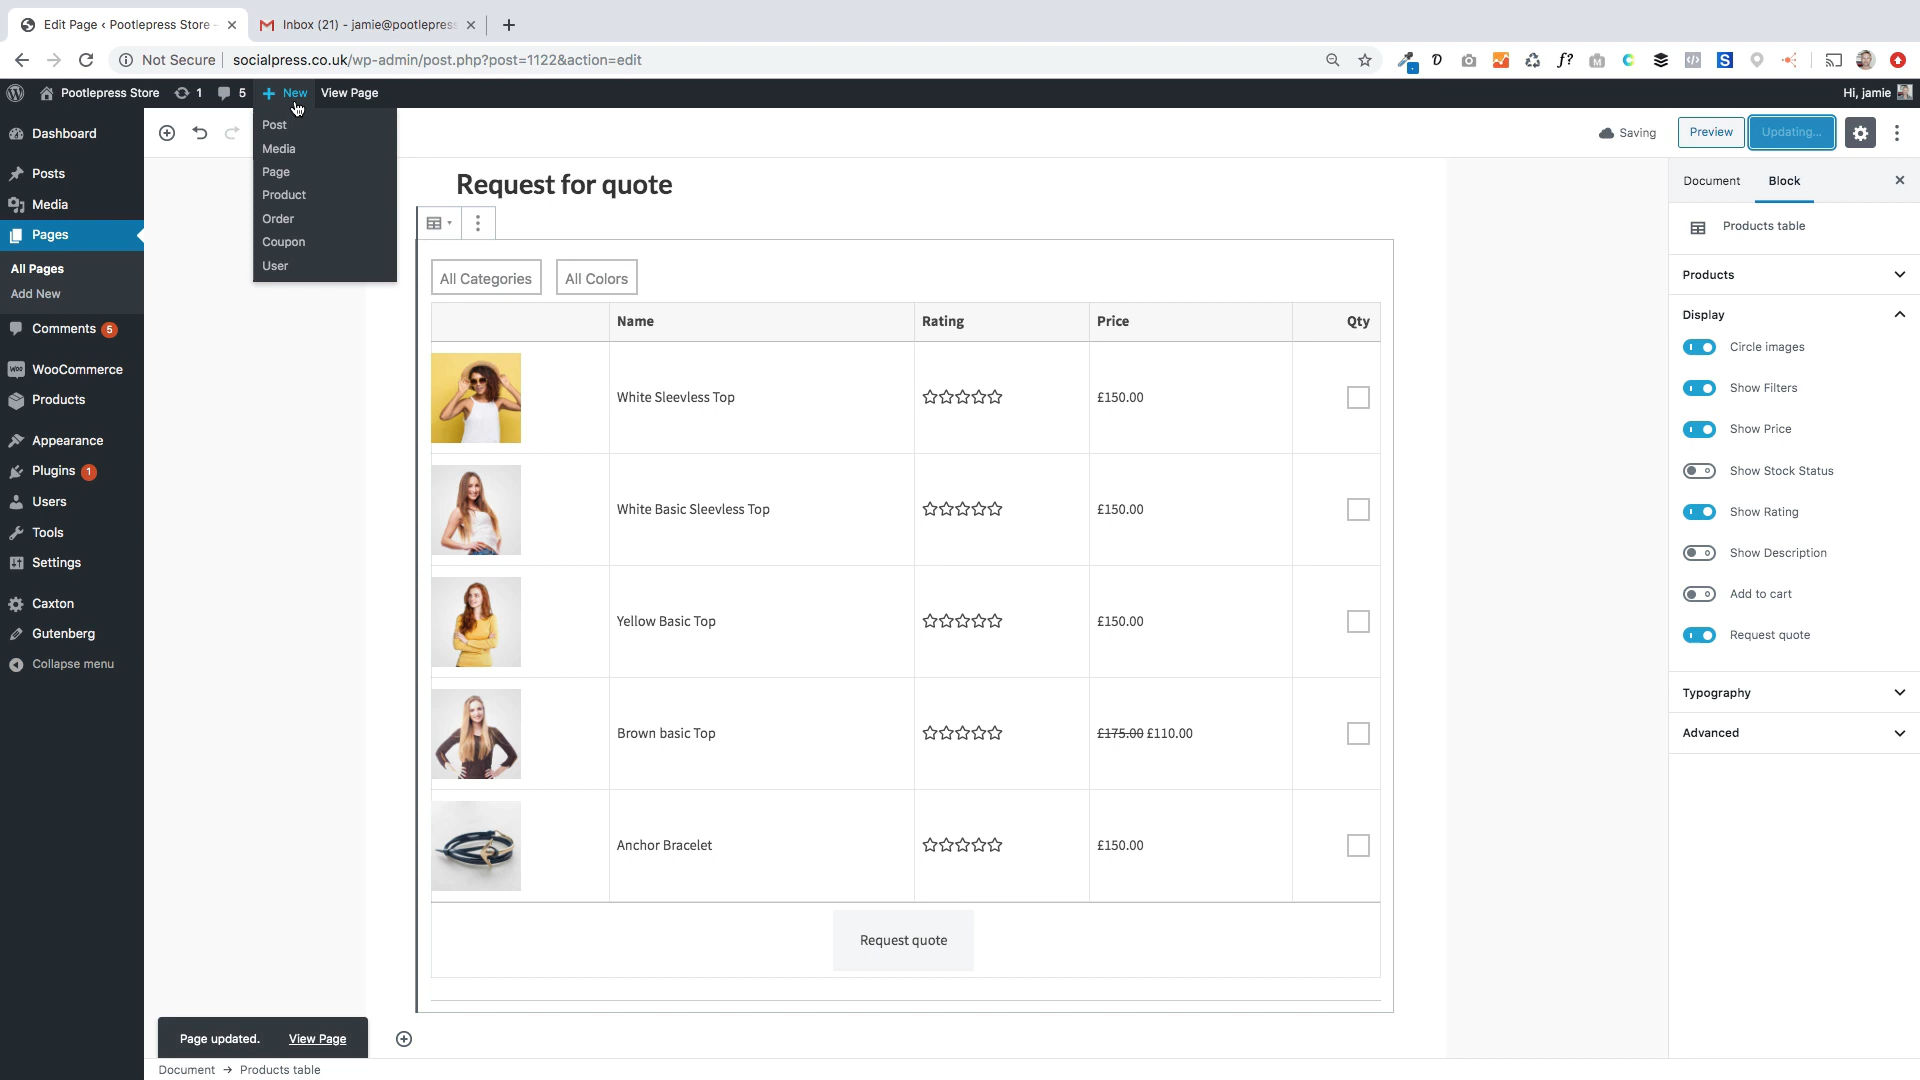 Edit Page ‹ Pootlepress Store -
Inbox (21) - jamie@pootlepress
Not Secure
socialpress.co.uk/wp-admin/post.php?post=1122&action=edit
Pootlepress Store
1
5
New
View Page
Hi, jamie
Post
Media
Page
Product
Order
Coupon
User
Dashboard
Posts
Media
Pages
All Pages
Add New
Comments 5
WooCommerce
Products
Appearance
Plugins 1
Users
Tools
Settings
Caxton
Gutenberg
Collapse menu
Saving
Preview
Updating...
Request for quote
All Categories
All Colors
Name Rating Price Qty
White Sleevless Top £150.00
White Basic Sleevless Top £150.00
Yellow Basic Top £150.00
Brown basic Top £175.00 £110.00
Anchor Bracelet £150.00
Request quote
Document
Block
Products table
Products
Display
Circle images
Show Filters
Show Price
Show Stock Status
Show Rating
Show Description
Add to cart
Request quote
Typography
Advanced
Page updated.
View Page
Document → Products table